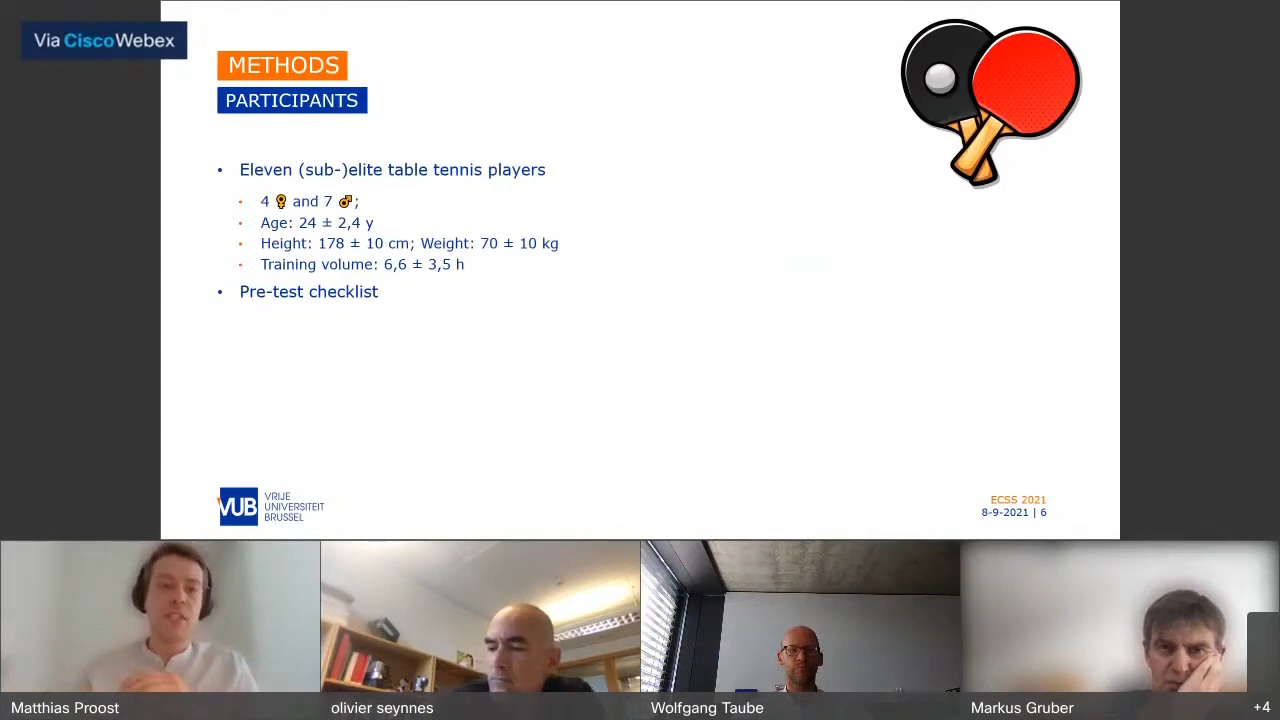 Via CiscoWebex
METHODS
PARTICIPANTS
• Eleven (sub-)elite table tennis players
• 4 ♀ and 7 ♂;
• Age: 24 ± 2,4 y
• Height: 178 ± 10 cm; Weight: 70 ± 10 kg
• Training volume: 6,6 ± 3,5 h
• Pre-test checklist
VUB
VRIJE
UNIVERSITEIT
BRUSSEL
ECSS 2021
8-9-2021 | 6
Matthias Proost
olivier seynnes
Wolfgang Taube
Markus Gruber
+4